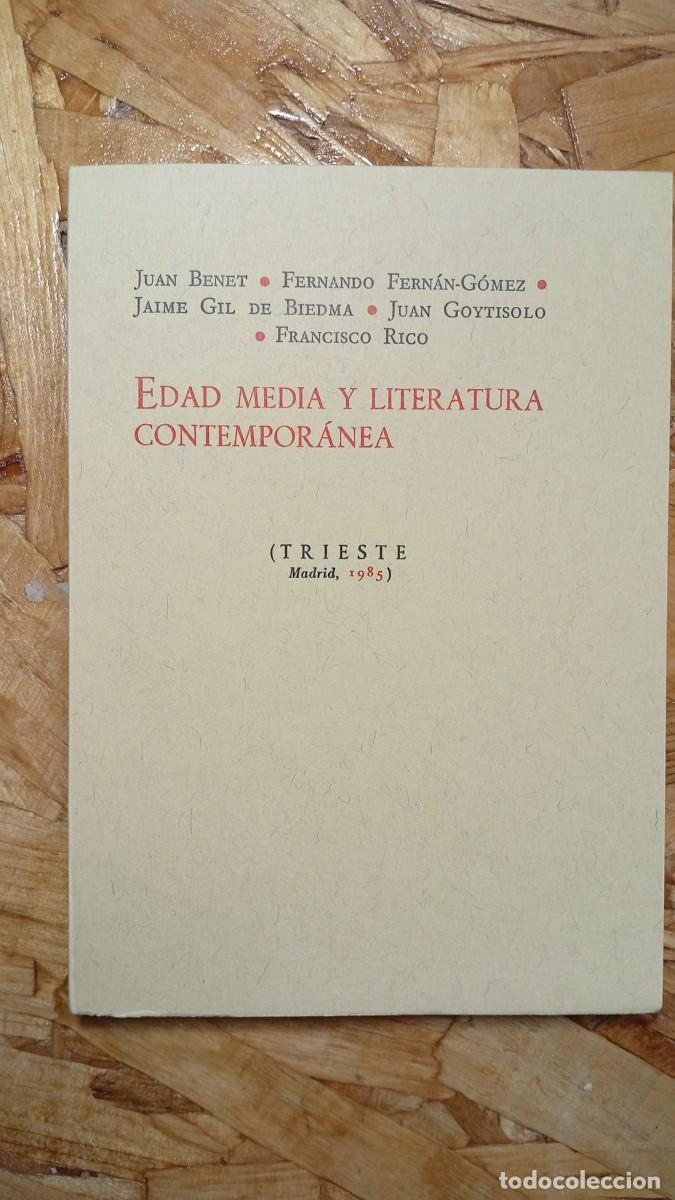 JUAN BENET • FERNANDO FERNÁN-GÓMEZ •
JAIME GIL DE BIEDMA • JUAN GOYTISOLO
• FRANCISCO RICO
EDAD MEDIA Y LITERATURA
CONTEMPORÁNEA
(TRIESTE
Madrid, 1985)
todocoleccion